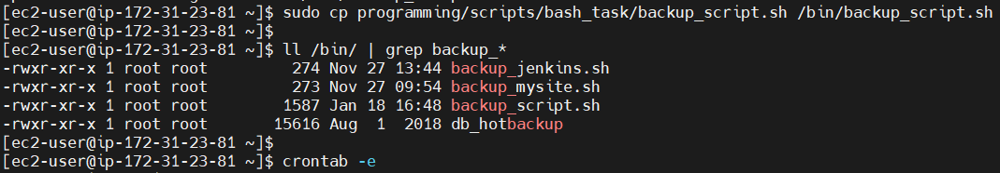 [ec2-user@ip-172-31-23-81 ~]$ sudo cp programming/scripts/bash_task/backup_script.sh /bin/backup_script.sh
[ec2-user@ip-172-31-23-81 ~]$
[ec2-user@ip-172-31-23-81 ~]$ ll /bin/ | grep backup_*
-rwxr-xr-x 1 root root 274 Nov 27 13:44 backup_jenkins.sh
-rwxr-xr-x 1 root root 273 Nov 27 09:54 backup_mysite.sh
-rwxr-xr-x 1 root root 1587 Jan 18 16:48 backup_script.sh
-rwxr-xr-x 1 root root 15616 Aug 1 2018 db_hotbackup
[ec2-user@ip-172-31-23-81 ~]$
[ec2-user@ip-172-31-23-81 ~]$ crontab -e